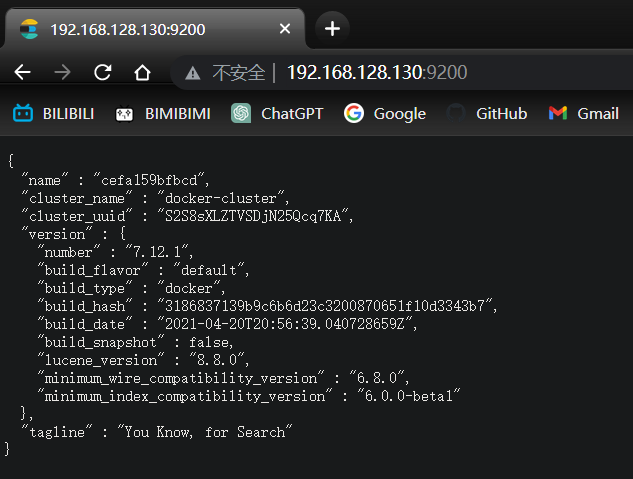 192.168.128.130:9200
不安全 192.168.128.130:9200
BILIBILI BIMIBIMI ChatGPT Google GitHub Gmail
{
"name" : "cefa159bfbcd",
"cluster_name" : "docker-cluster",
"cluster_uuid" : "S2S8sXLZTVSDjN25Qcq7KA",
"version" : {
"number" : "7.12.1",
"build_flavor" : "default",
"build_type" : "docker",
"build_hash" : "3186837139b9c6b6d23c3200870651f10d3343b7",
"build_date" : "2021-04-20T20:56:39.040728659Z",
"build_snapshot" : false,
"lucene_version" : "8.8.0",
"minimum_wire_compatibility_version" : "6.8.0",
"minimum_index_compatibility_version" : "6.0.0-beta1"
},
"tagline" : "You Know, for Search"
}